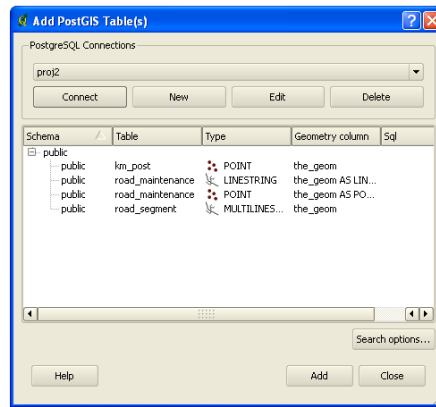 Add PostGIS Table(s)
PostgreSQL Connections
proj2
Connect New Edit Delete
Schema Table Type Geometry column Sql
public
public km_post POINT the_geom
public road_maintenance LINESTRING the_geom AS LIN...
public road_maintenance POINT the_geom AS PO...
public road_segment MULTILINES... the_geom
Search options...
Help Add Close